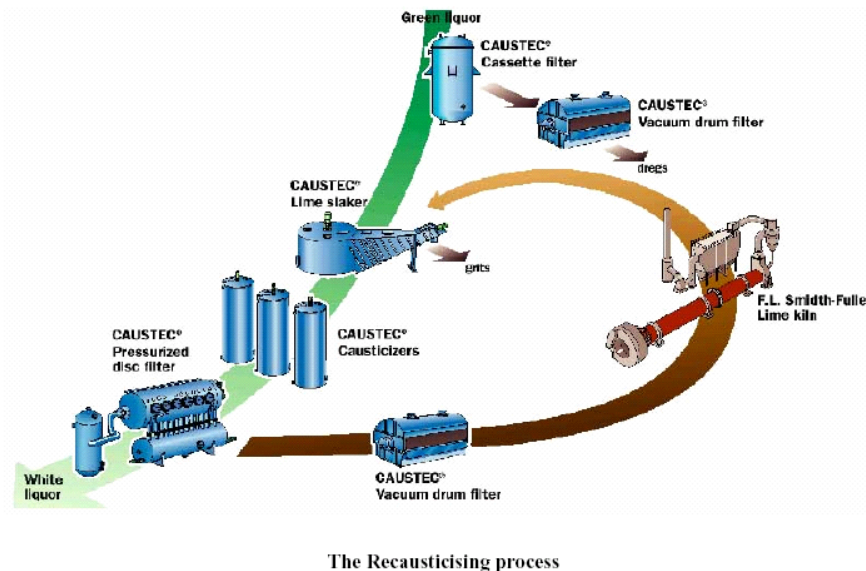 Green liquor
CAUSTEC®
Cassette filter
CAUSTEC®
Vacuum drum filter
dregs
CAUSTEC®
Lime slaker
grits
F.L. Smidth-Fulle
Lime kiln
CAUSTEC®
Pressurized
disc filter
CAUSTEC®
Causticizers
White
liquor
CAUSTEC®
Vacuum drum filter
The Recausticising process